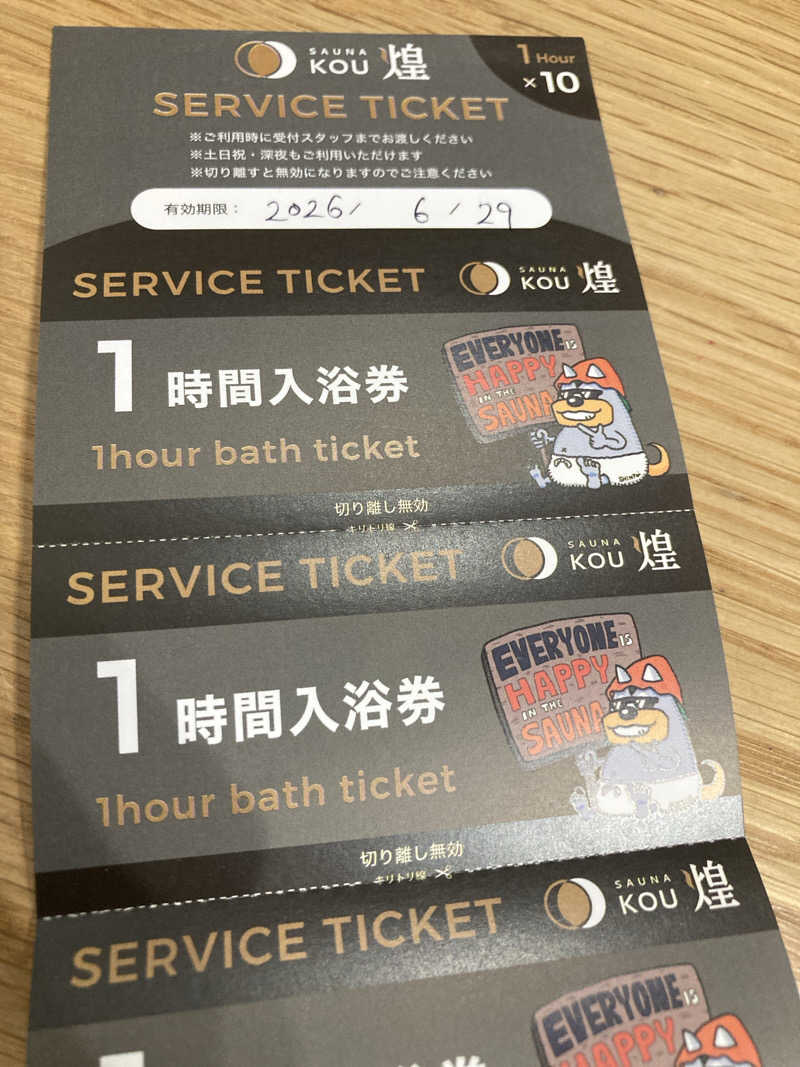 SAUNA
KOU 煌
1 Hour
×10
SERVICE TICKET
※ご利用時に受付スタッフまでお渡しください
※土日祝・深夜もご利用いただけます
※切り離すと無効になりますのでご注意ください
有効期限： 2026/ 6 / 29
SERVICE TICKET
SAUNA
KOU 煌
1 時間入浴券
1hour bath ticket
EVERYONE IS
HAPPY
IN THE
SAUNA
切り離し無効
キリトリ線
SERVICE TICKET
SAUNA
KOU 煌
1 時間入浴券
1hour bath ticket
EVERYONE IS
HAPPY
IN THE
SAUNA
切り離し無効
キリトリ線
SERVICE TICKET
SAUNA
KOU 煌
EVERYONE IS
HAPPY